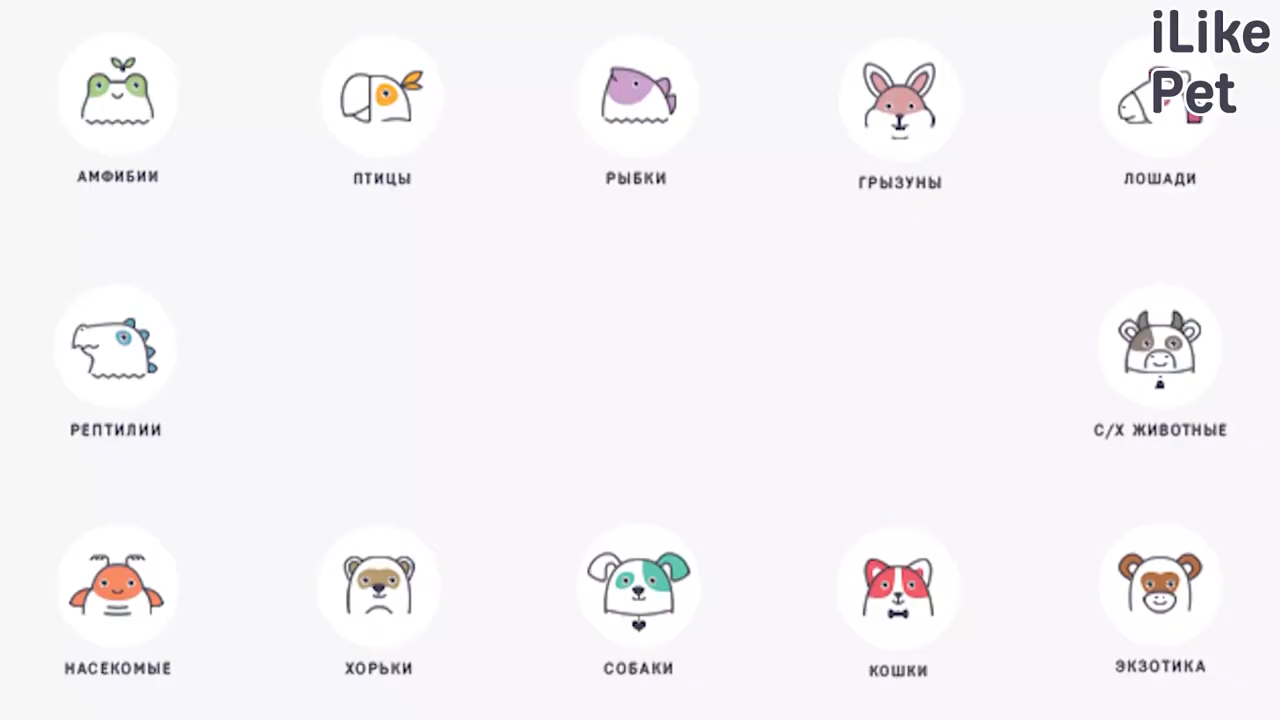 iLike
Pet
АМФИБИИ
ПТИЦЫ
РЫБКИ
ГРЫЗУНЫ
ЛОШАДИ
РЕПТИЛИИ
С/Х ЖИВОТНЫЕ
НАСЕКОМЫЕ
ХОРЬКИ
СОБАКИ
КОШКИ
ЭКЗОТИКА